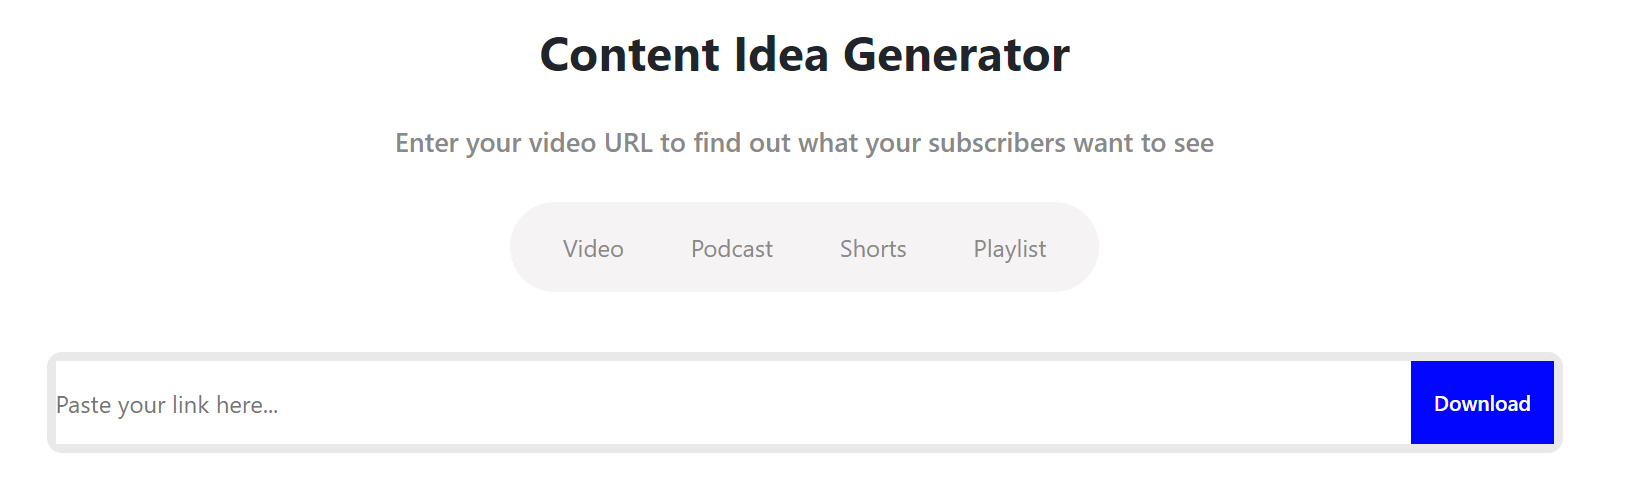 Content Idea Generator
Enter your video URL to find out what your subscribers want to see
Video Podcast Shorts Playlist
Paste your link here... Download